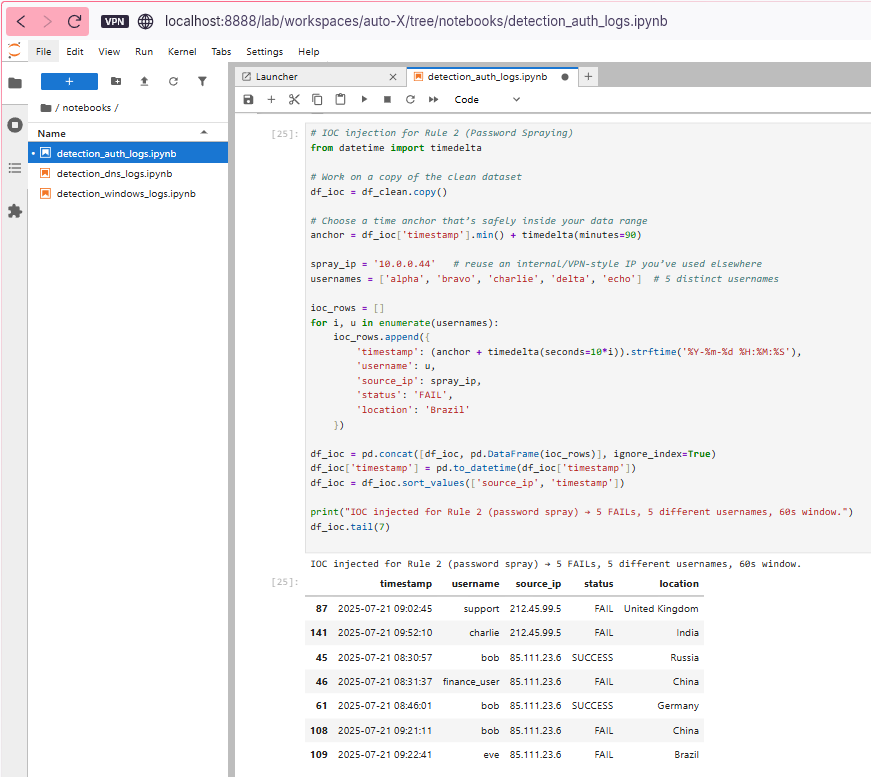 VPN localhost:8888/lab/workspaces/auto-X/tree/notebooks/detection_auth_logs.ipynb
File Edit View Run Kernel Tabs Settings Help
+
/ notebooks /
Name
detection_auth_logs.ipynb
detection_dns_logs.ipynb
detection_windows_logs.ipynb
Launcher
detection_auth_logs.ipynb
Code
[25]:
# IOC injection for Rule 2 (Password Spraying)
from datetime import timedelta
# Work on a copy of the clean dataset
df_ioc = df_clean.copy()
# Choose a time anchor that’s safely inside your data range
anchor = df_ioc['timestamp'].min() + timedelta(minutes=90)
spray_ip = '10.0.0.44'   # reuse an internal/VPN-style IP you’ve used elsewhere
usernames = ['alpha', 'bravo', 'charlie', 'delta', 'echo']  # 5 distinct usernames
ioc_rows = []
for i, u in enumerate(usernames):
    ioc_rows.append({
        'timestamp': (anchor + timedelta(seconds=10*i)).strftime('%Y-%m-%d %H:%M:%S'),
        'username': u,
        'source_ip': spray_ip,
        'status': 'FAIL',
        'location': 'Brazil'
    })
df_ioc = pd.concat([df_ioc, pd.DataFrame(ioc_rows)], ignore_index=True)
df_ioc['timestamp'] = pd.to_datetime(df_ioc['timestamp'])
df_ioc = df_ioc.sort_values(['source_ip', 'timestamp'])
print("IOC injected for Rule 2 (password spray) → 5 FAILs, 5 different usernames, 60s window.")
df_ioc.tail(7)
IOC injected for Rule 2 (password spray) → 5 FAILs, 5 different usernames, 60s window.
[25]:
timestamp username source_ip status location
87 2025-07-21 09:02:45 support 212.45.99.5 FAIL United Kingdom
141 2025-07-21 09:52:10 charlie 212.45.99.5 FAIL India
45 2025-07-21 08:30:57 bob 85.111.23.6 SUCCESS Russia
46 2025-07-21 08:31:37 finance_user 85.111.23.6 FAIL China
61 2025-07-21 08:46:01 bob 85.111.23.6 SUCCESS Germany
108 2025-07-21 09:21:11 bob 85.111.23.6 FAIL China
109 2025-07-21 09:22:41 eve 85.111.23.6 FAIL Brazil